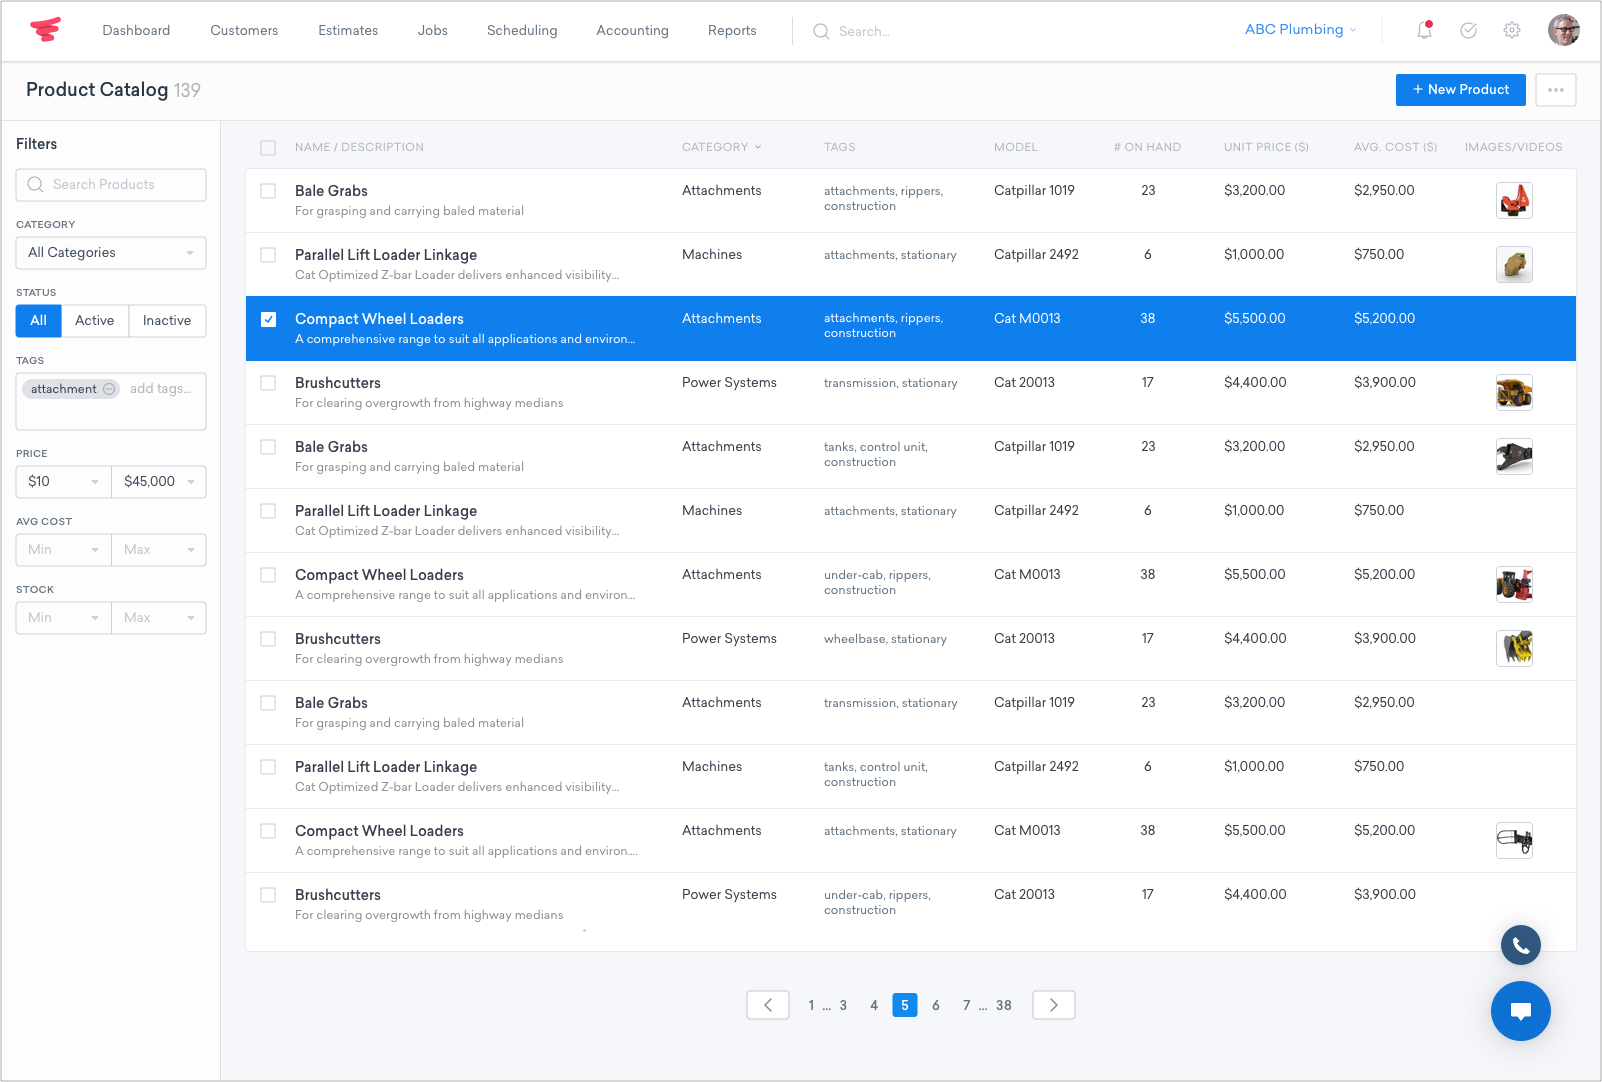 Dashboard Customers Estimates Jobs Scheduling Accounting Reports Search... ABC Plumbing
Product Catalog 139 + New Product
Filters
Search Products
CATEGORY
All Categories
STATUS
All Active Inactive
TAGS
attachment add tags...
PRICE
$10 $45,000
AVG COST
Min Max
STOCK
Min Max
NAME / DESCRIPTION CATEGORY TAGS MODEL # ON HAND UNIT PRICE ($) AVG. COST ($) IMAGES/VIDEOS
Bale Grabs Attachments attachments, rippers, Catpillar 1019 23 $3,200.00 $2,950.00
For grasping and carrying baled material construction
Parallel Lift Loader Linkage Machines attachments, stationary Catpillar 2492 6 $1,000.00 $750.00
Cat Optimized Z-bar Loader delivers enhanced visibility...
Compact Wheel Loaders Attachments attachments, rippers, Cat M0013 38 $5,500.00 $5,200.00
A comprehensive range to suit all applications and environ... construction
Brushcutters Power Systems transmission, stationary Cat 20013 17 $4,400.00 $3,900.00
For clearing overgrowth from highway medians
Bale Grabs Attachments tanks, control unit, Catpillar 1019 23 $3,200.00 $2,950.00
For grasping and carrying baled material construction
Parallel Lift Loader Linkage Machines attachments, stationary Catpillar 2492 6 $1,000.00 $750.00
Cat Optimized Z-bar Loader delivers enhanced visibility...
Compact Wheel Loaders Attachments under-cab, rippers, Cat M0013 38 $5,500.00 $5,200.00
A comprehensive range to suit all applications and environ... construction
Brushcutters Power Systems wheelbase, stationary Cat 20013 17 $4,400.00 $3,900.00
For clearing overgrowth from highway medians
Bale Grabs Attachments transmission, stationary Catpillar 1019 23 $3,200.00 $2,950.00
For grasping and carrying baled material
Parallel Lift Loader Linkage Machines tanks, control unit, Catpillar 2492 6 $1,000.00 $750.00
Cat Optimized Z-bar Loader delivers enhanced visibility... construction
Compact Wheel Loaders Attachments attachments, stationary Cat M0013 38 $5,500.00 $5,200.00
A comprehensive range to suit all applications and environ....
Brushcutters Power Systems under-cab, rippers, Cat 20013 17 $4,400.00 $3,900.00
For clearing overgrowth from highway medians construction
1 ... 3 4 5 6 7 ... 38